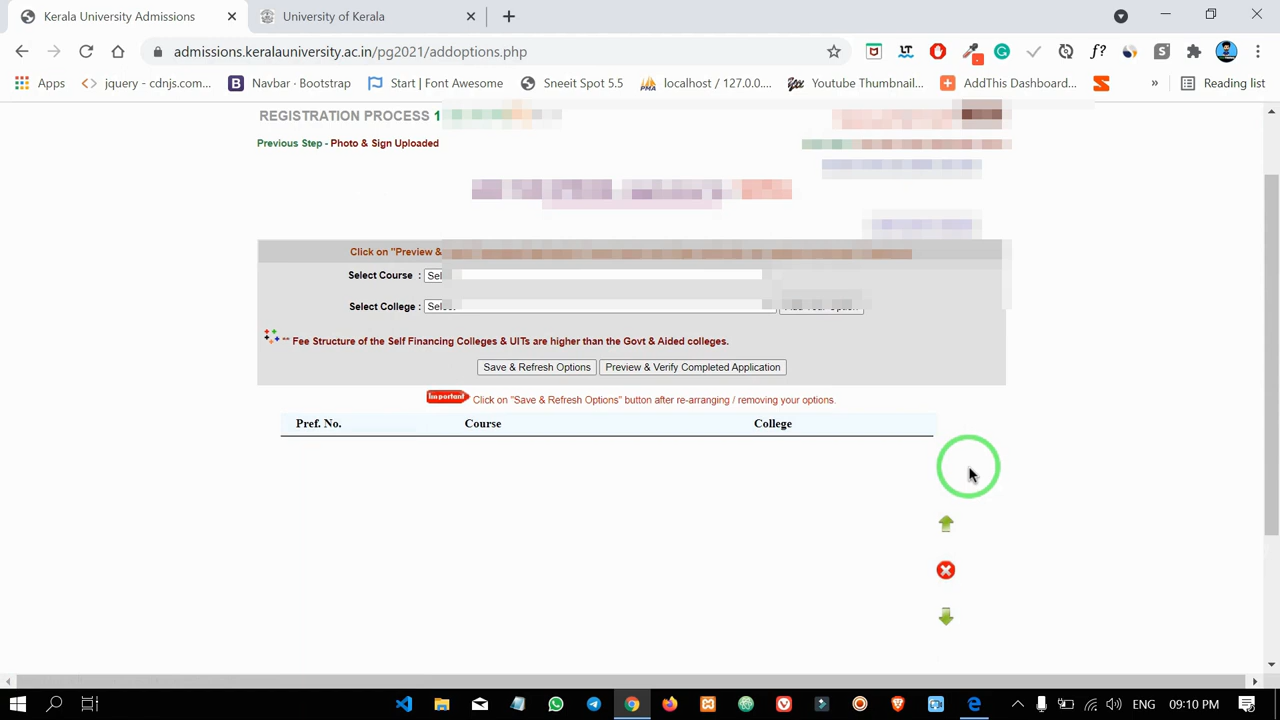 Kerala University Admissions
University of Kerala
admissions.keralauniversity.ac.in/pg2021/addoptions.php
Apps
jquery - cdnjs.com...
Navbar · Bootstrap
Start | Font Awesome
Sneeit Spot 5.5
localhost / 127.0.0....
Youtube Thumbnail...
AddThis Dashboard...
Reading list
REGISTRATION PROCESS 1
Previous Step - Photo & Sign Uploaded
Click on "Preview &
Select Course :
Select College :
** Fee Structure of the Self Financing Colleges & UITs are higher than the Govt & Aided colleges.
Save & Refresh Options
Preview & Verify Completed Application
Important
Click on "Save & Refresh Options" button after re-arranging / removing your options.
Pref. No.
Course
College
ENG
09:10 PM